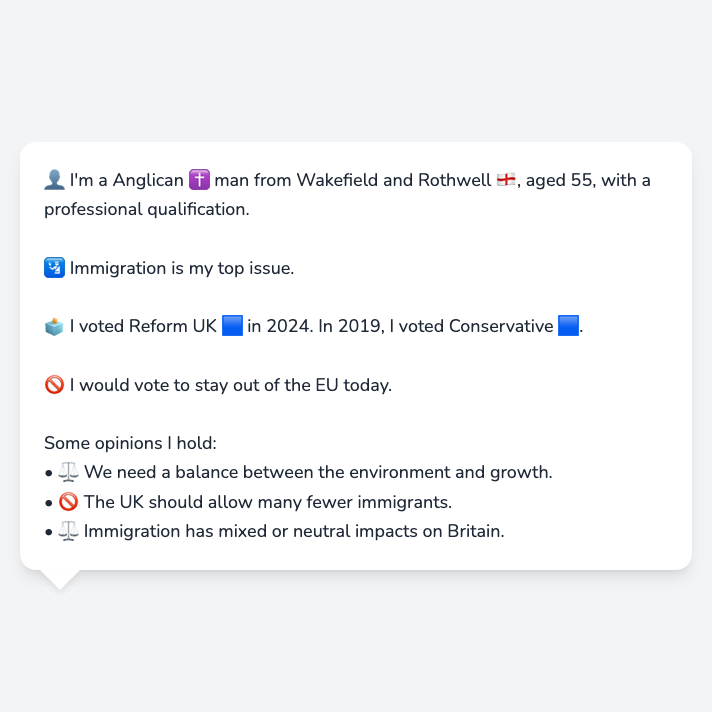 👤 I'm a Anglican ✝️ man from Wakefield and Rothwell 🏴󠁧󠁢󠁥󠁮󠁧󠁿, aged 55, with a
professional qualification.
🛂 Immigration is my top issue.
🗳️ I voted Reform UK 🟦 in 2024. In 2019, I voted Conservative 🟦.
🚫 I would vote to stay out of the EU today.
Some opinions I hold:
• ⚖️ We need a balance between the environment and growth.
• 🚫 The UK should allow many fewer immigrants.
• ⚖️ Immigration has mixed or neutral impacts on Britain.